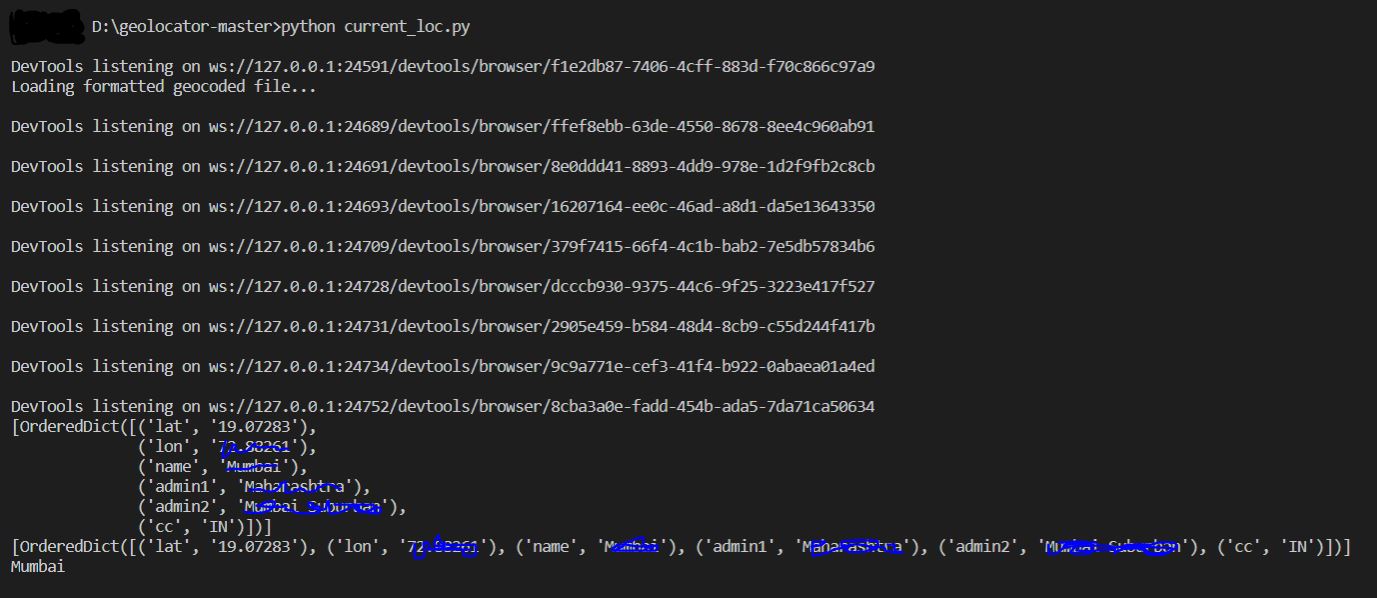 D:\geolocator-master>python current_loc.py
DevTools listening on ws://127.0.0.1:24591/devtools/browser/f1e2db87-7406-4cff-883d-f70c866c97a9
Loading formatted geocoded file...
DevTools listening on ws://127.0.0.1:24689/devtools/browser/ffef8ebb-63de-4550-8678-8ee4c960ab91
DevTools listening on ws://127.0.0.1:24691/devtools/browser/8e0ddd41-8893-4dd9-978e-1d2f9fb2c8cb
DevTools listening on ws://127.0.0.1:24693/devtools/browser/16207164-ee0c-46ad-a8d1-da5e13643350
DevTools listening on ws://127.0.0.1:24709/devtools/browser/379f7415-66f4-4c1b-bab2-7e5db57834b6
DevTools listening on ws://127.0.0.1:24728/devtools/browser/dcccb930-9375-44c6-9f25-3223e417f527
DevTools listening on ws://127.0.0.1:24731/devtools/browser/2905e459-b584-48d4-8cb9-c55d244f417b
DevTools listening on ws://127.0.0.1:24734/devtools/browser/9c9a771e-cef3-41f4-b922-0abaea01a4ed
DevTools listening on ws://127.0.0.1:24752/devtools/browser/8cba3a0e-fadd-454b-ada5-7da71ca50634
[OrderedDict([('lat', '19.07283'),
('lon', '72.88261'),
('name', 'Mumbai'),
('admin1', 'Maharashtra'),
('admin2', 'Mumbai Suburban'),
('cc', 'IN')])]
[OrderedDict([('lat', '19.07283'), ('lon', '72.88261'), ('name', 'Mumbai'), ('admin1', 'Maharashtra'), ('admin2', 'Mumbai Suburban'), ('cc', 'IN')])]
Mumbai